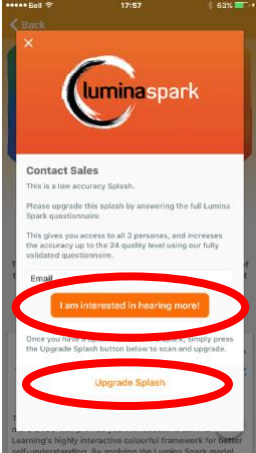 Bell 17:57 63%
Back
luminaspark
Contact Sales
This is a low accuracy Splash.
Please upgrade this splash by answering the full Lumina
Spark questionnaire
This gives you access to all 3 personas, and increases
the accuracy up to the 24 quality level using our fully
validated questionnaire.
Email
I am interested in hearing more!
Once you have a simply press
the Upgrade Splash button below to scan and upgrade.
Upgrade Splash
Learning's highly interactive colourful framework for better
self-understanding. By applying the Lumina Spark model